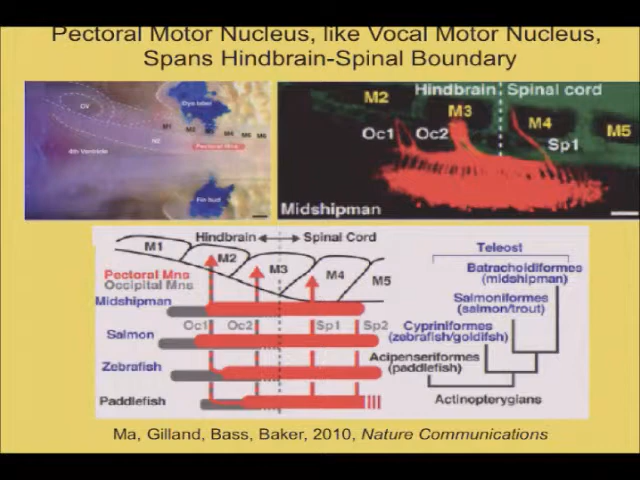 Pectoral Motor Nucleus, like Vocal Motor Nucleus,
Spans Hindbrain-Spinal Boundary
CV
Dye label
M1 M2 M4 M5 M6
Pectoral Mns
4th Ventricle
Fin bud
Hindbrain Spinal cord
M2 M3 M4 M5
Oc1 Oc2 Sp1
Midshipman
Hindbrain Spinal Cord
M1 M2 M3 M4 M5
Pectoral Mns
Occipital Mns
Midshipman
Oc1 Oc2 Sp1 Sp2
Salmon
Zebrafish
Paddlefish
Teleost
Batrachoidiformes
(midshipman)
Salmoniformes
(salmon/trout)
Cypriniformes
(zebrafish/goldfish)
Acipenseriformes
(paddlefish)
Actinopterygians
Ma, Gilland, Bass, Baker, 2010, Nature Communications